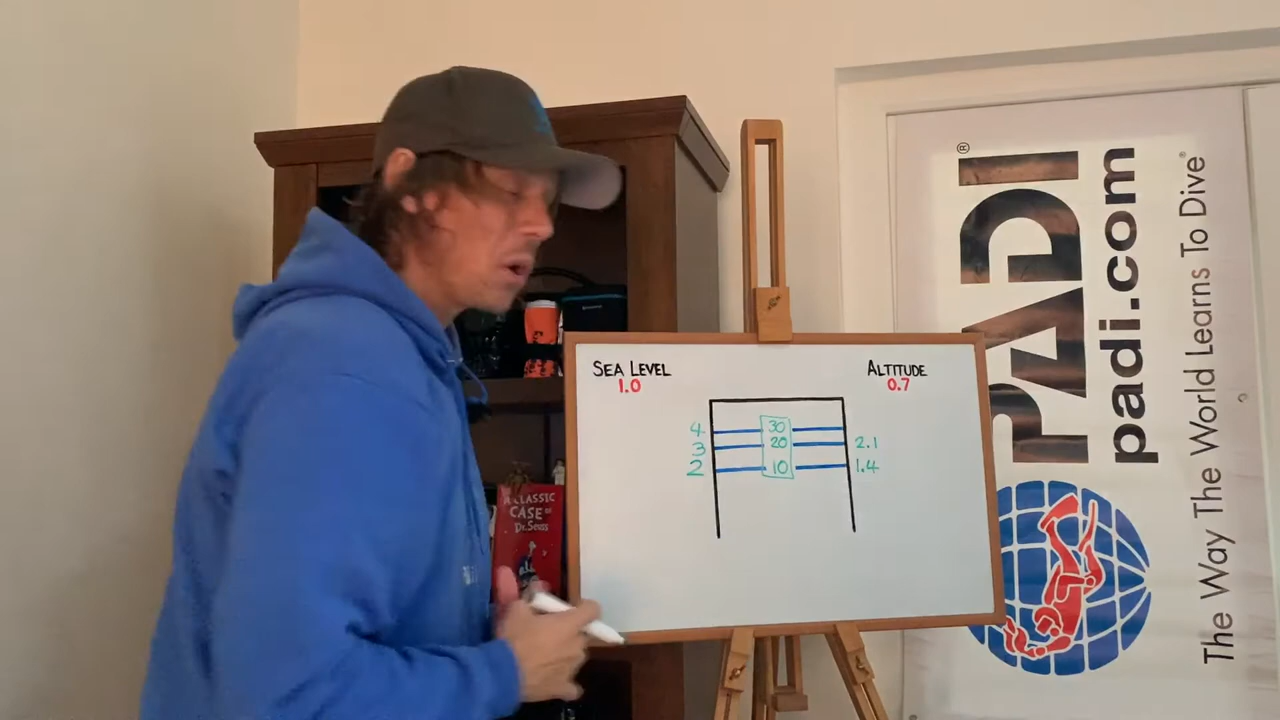 SEA LEVEL
1.0
ALTITUDE
0.7
4 30
3 20 2.1
2 10 1.4
A CLASSIC
CASE OF
Dr. Seuss
PADI®
padi.com
The Way The World Learns To Dive®